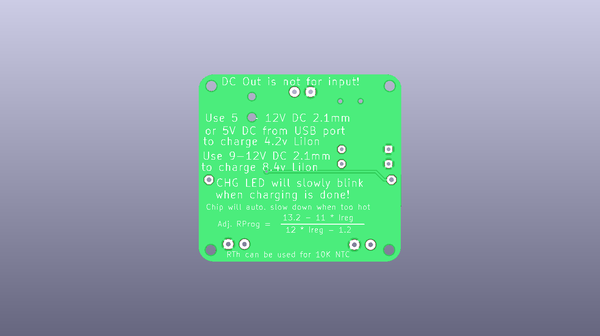 DC Out is not for input!
Use 5 - 12V DC 2.1mm
or 5V DC from USB port
to charge 4.2v LiIon
Use 9-12V DC 2.1mm
to charge 8.4v LiIon
CHG LED will slowly blink
when charging is done!
Chip will auto. slow down when too hot
Adj. RProg =
13.2 - 11 * Ireg
12 * Ireg - 1.2
RTh can be used for 10K NTC